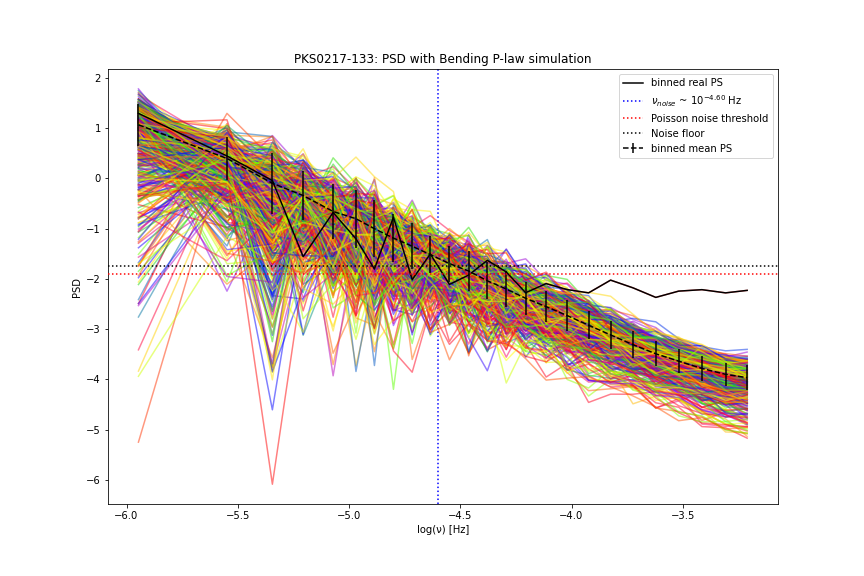 PKS0217-133: PSD with Bending P-law simulation
binned real PS
ν_noise ~ 10^−4.60 Hz
Poisson noise threshold
Noise floor
binned mean PS
PSD
2
1
0
−1
−2
−3
−4
−5
−6
−6.0 −5.5 −5.0 −4.5 −4.0 −3.5
log(ν) [Hz]